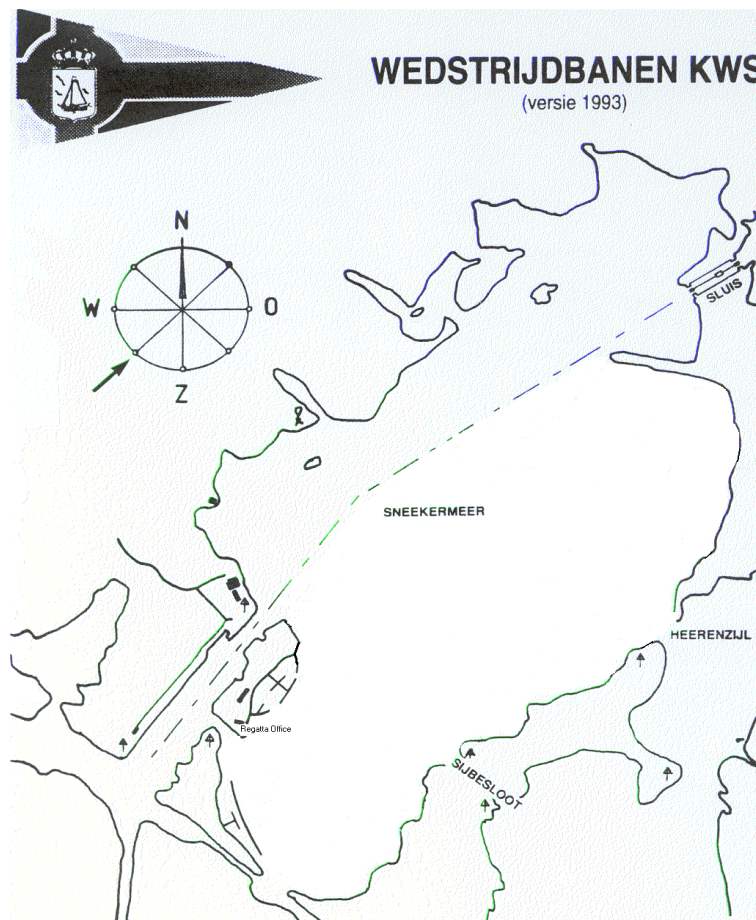 WEDSTRIJDBANEN KWS
(versie 1993)
N
W
O
Z
SLUIS
SNEEKERMEER
HEERENZIJL
Regatta Office
SIJBESLOOT